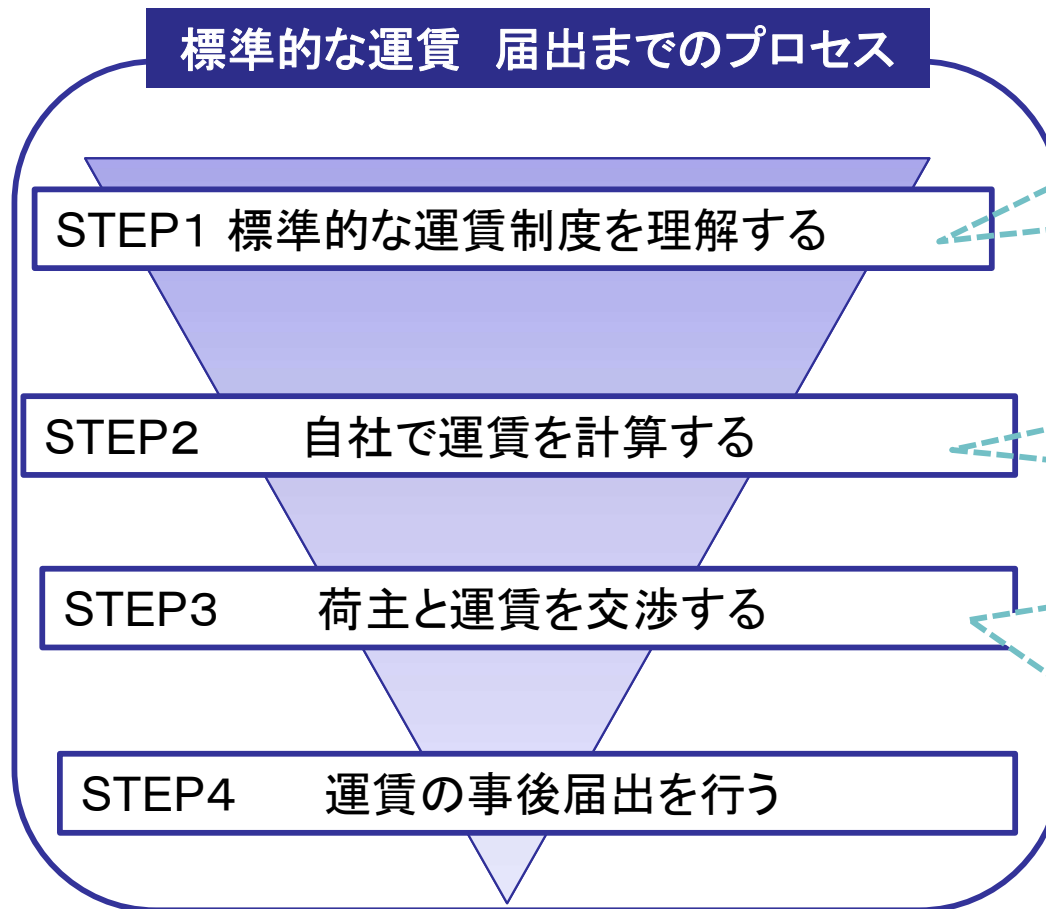 標準的な運賃　届出までのプロセス
STEP1 標準的な運賃制度を理解する
STEP２　　自社で運賃を計算する
STEP3　　荷主と運賃を交渉する
STEP4　　運賃の事後届出を行う